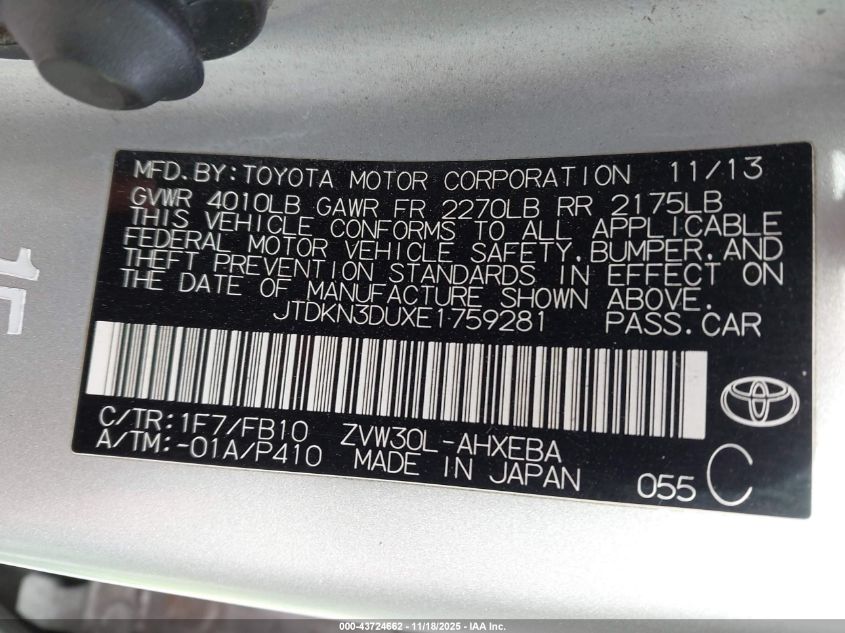 MFD.BY:TOYOTA MOTOR CORPORATION 11/13
GVWR 4010LB GAWR FR 2270LB RR 2175LB
THIS VEHICLE CONFORMS TO ALL APPLICABLE
FEDERAL MOTOR VEHICLE SAFETY,BUMPER,AND
THEFT PREVENTION STANDARDS IN EFFECT ON
THE DATE OF MANUFACTURE SHOWN ABOVE.
JTDKN3DUXE1759281 PASS.CAR
C/TR:1F7/FB10 ZVW30L-AHXEBA
A/TM:-01A/P410 MADE IN JAPAN
055 C
000-43724662 - 11/18/2025 - IAA Inc.